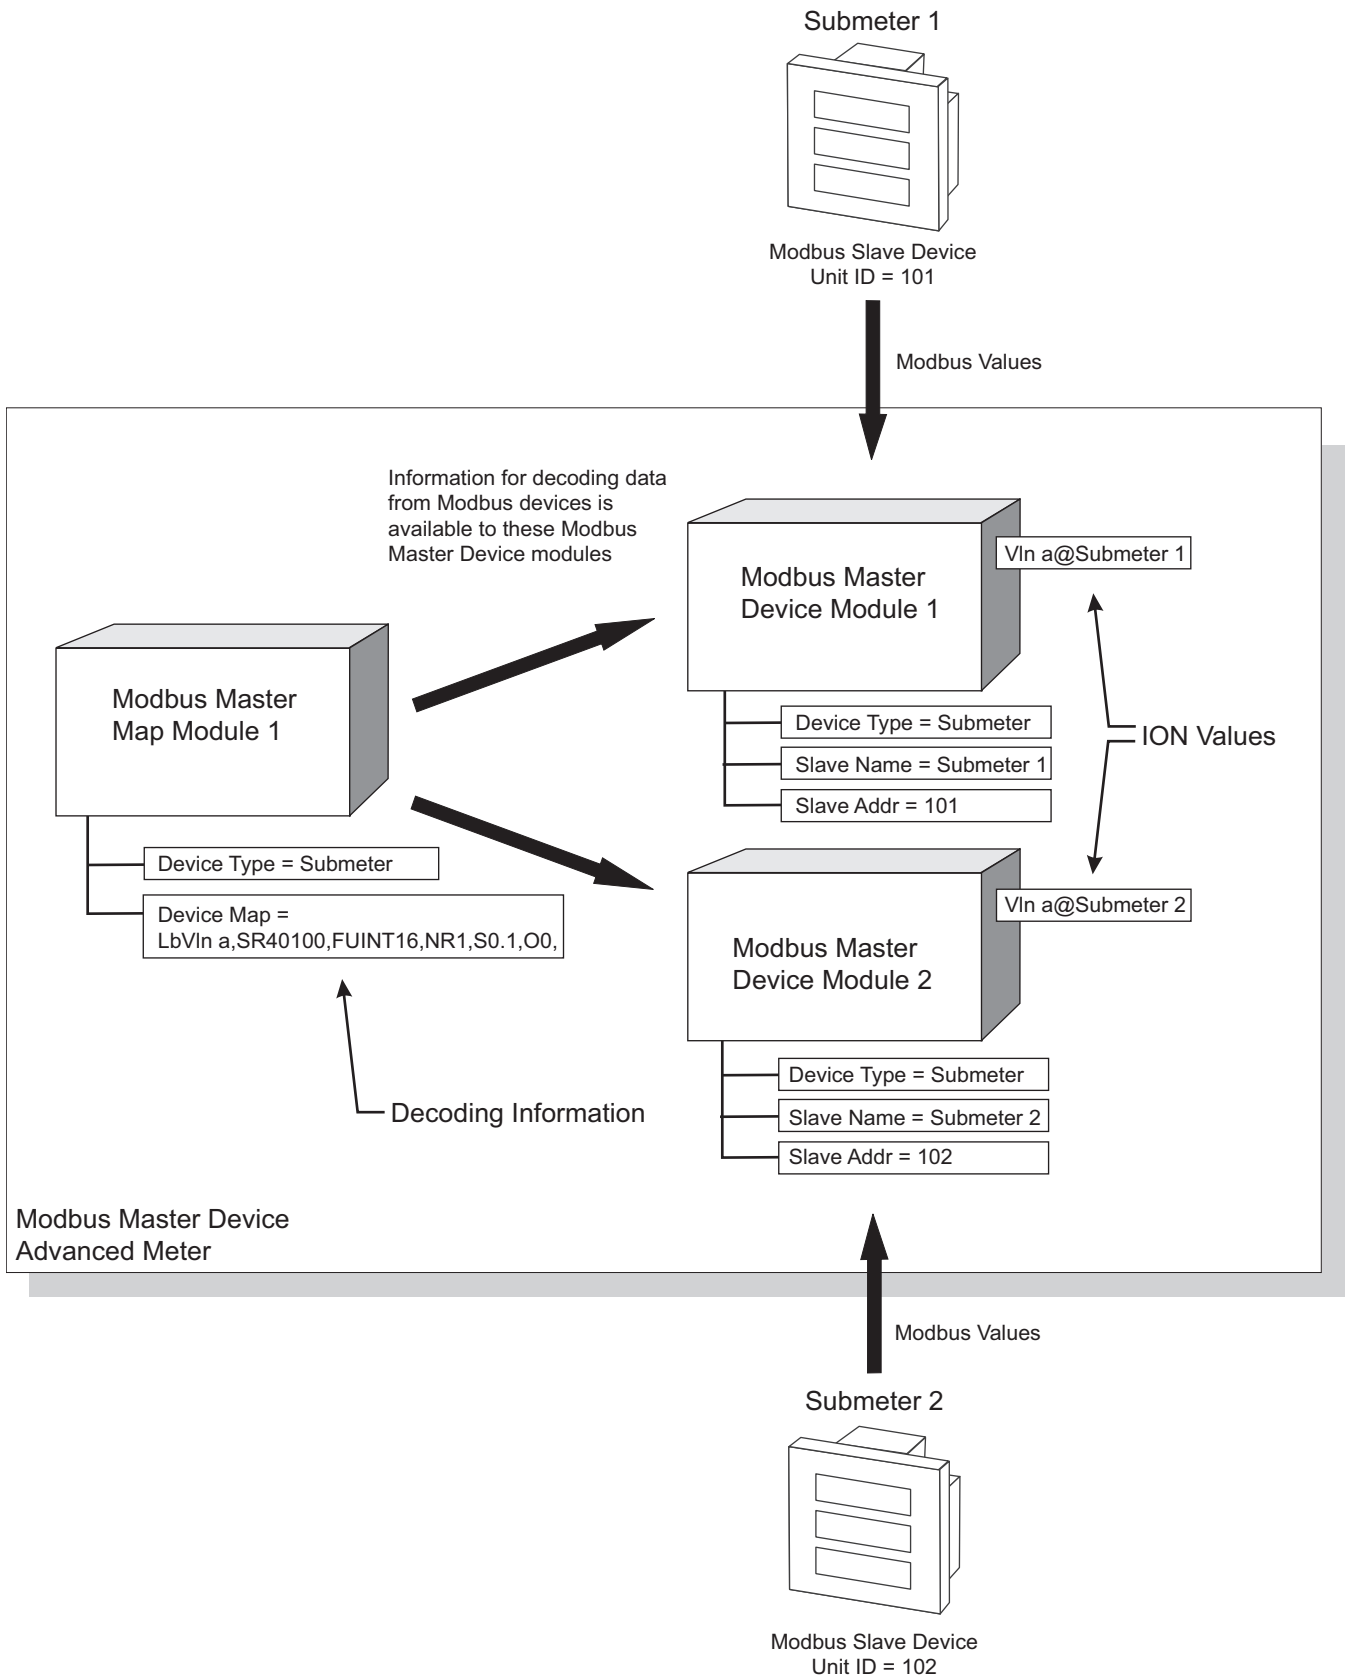 Submeter 1
Modbus Slave Device
Unit ID = 101
Modbus Values
Information for decoding data
from Modbus devices is
available to these Modbus
Master Device modules
Modbus Master
Device Module 1
Vln a@Submeter 1
Device Type = Submeter
Slave Name = Submeter 1
Slave Addr = 101
ION Values
Modbus Master
Map Module 1
Device Type = Submeter
Device Map =
LbVln a,SR40100,FUINT16,NR1,S0.1,O0,
Decoding Information
Modbus Master
Device Module 2
Vln a@Submeter 2
Device Type = Submeter
Slave Name = Submeter 2
Slave Addr = 102
Modbus Master Device
Advanced Meter
Modbus Values
Submeter 2
Modbus Slave Device
Unit ID = 102